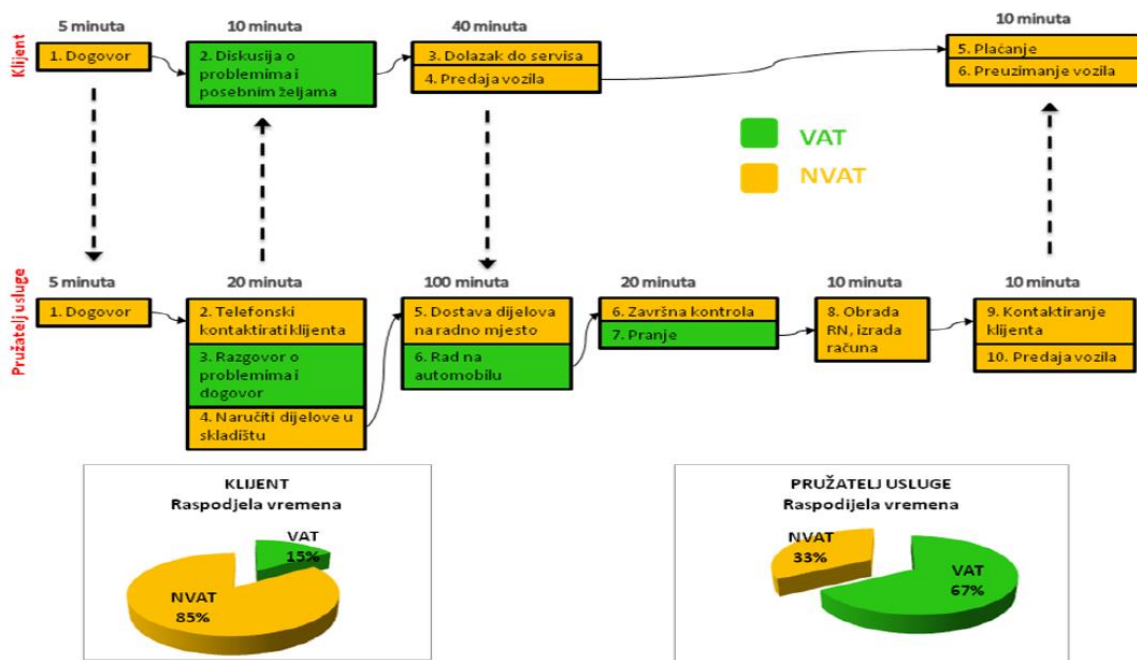 5 minuta
10 minuta
40 minuta
10 minuta
Klijent
1. Dogovor
2. Diskusija o
problemima i
posebnim željama
3. Dolazak do servisa
4. Predaja vozila
5. Plaćanje
6. Preuzimanje vozila
VAT
NVAT
5 minuta
20 minuta
100 minuta
20 minuta
10 minuta
10 minuta
Pružatelj usluge
1. Dogovor
2. Telefonski
kontaktirati klijenta
3. Razgovor o
problemima i
dogovor
4. Naručiti dijelove u
skladištu
5. Dostava dijelova
na radno mjesto
6. Rad na
automobilu
6. Završna kontrola
7. Pranje
8. Obrada
RN, izrada
računa
9. Kontaktiranje
klijenta
10. Predaja vozila
KLIJENT
Raspodjela vremena
VAT
15%
NVAT
85%
PRUŽATELJ USLUGE
Raspodijela vremena
NVAT
33%
VAT
67%